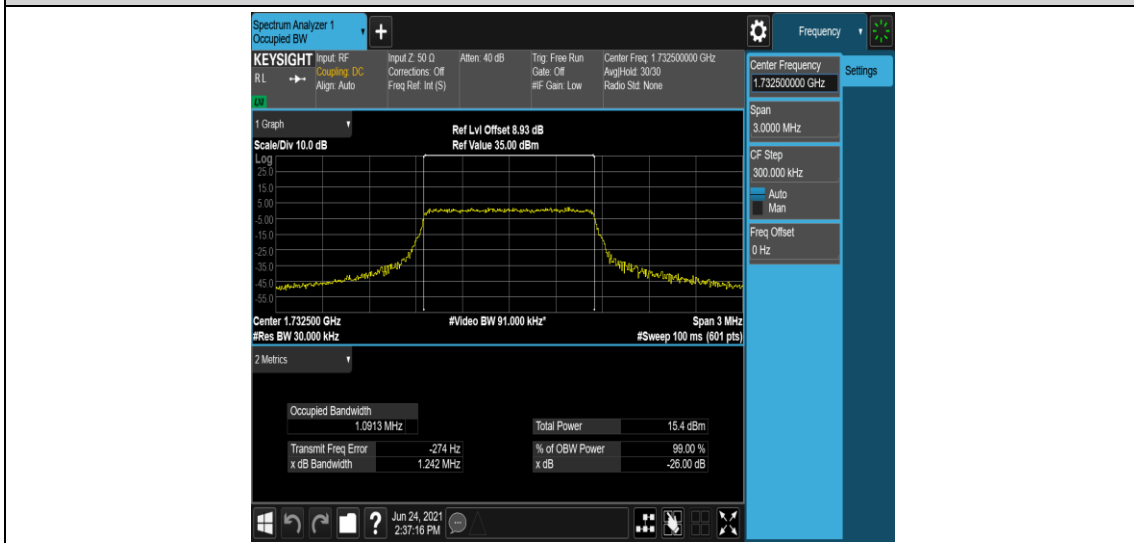 Spectrum Analyzer 1
Occupied BW
+
Frequency
KEYSIGHT
RL
LXI
Input: RF
Coupling: DC
Align: Auto
Input Z: 50 Ω
Corrections: Off
Freq Ref: Int (S)
Atten: 40 dB
Trig: Free Run
Gate: Off
#IF Gain: Low
Center Freq: 1.732500000 GHz
Avg|Hold: 30/30
Radio Std: None
Center Frequency
1.732500000 GHz
Settings
Span
3.0000 MHz
CF Step
300.000 kHz
Auto
Man
Freq Offset
0 Hz
1 Graph
Scale/Div 10.0 dB
Ref Lvl Offset 8.93 dB
Ref Value 35.00 dBm
Log
25.0
15.0
5.00
-5.00
-15.0
-25.0
-35.0
-45.0
-55.0
Center 1.732500 GHz
#Res BW 30.000 kHz
#Video BW 91.000 kHz*
Span 3 MHz
#Sweep 100 ms (601 pts)
2 Metrics
Occupied Bandwidth
1.0913 MHz
Total Power 15.4 dBm
Transmit Freq Error -274 Hz
% of OBW Power 99.00 %
x dB Bandwidth 1.242 MHz
x dB -26.00 dB
?
Jun 24, 2021
2:37:16 PM